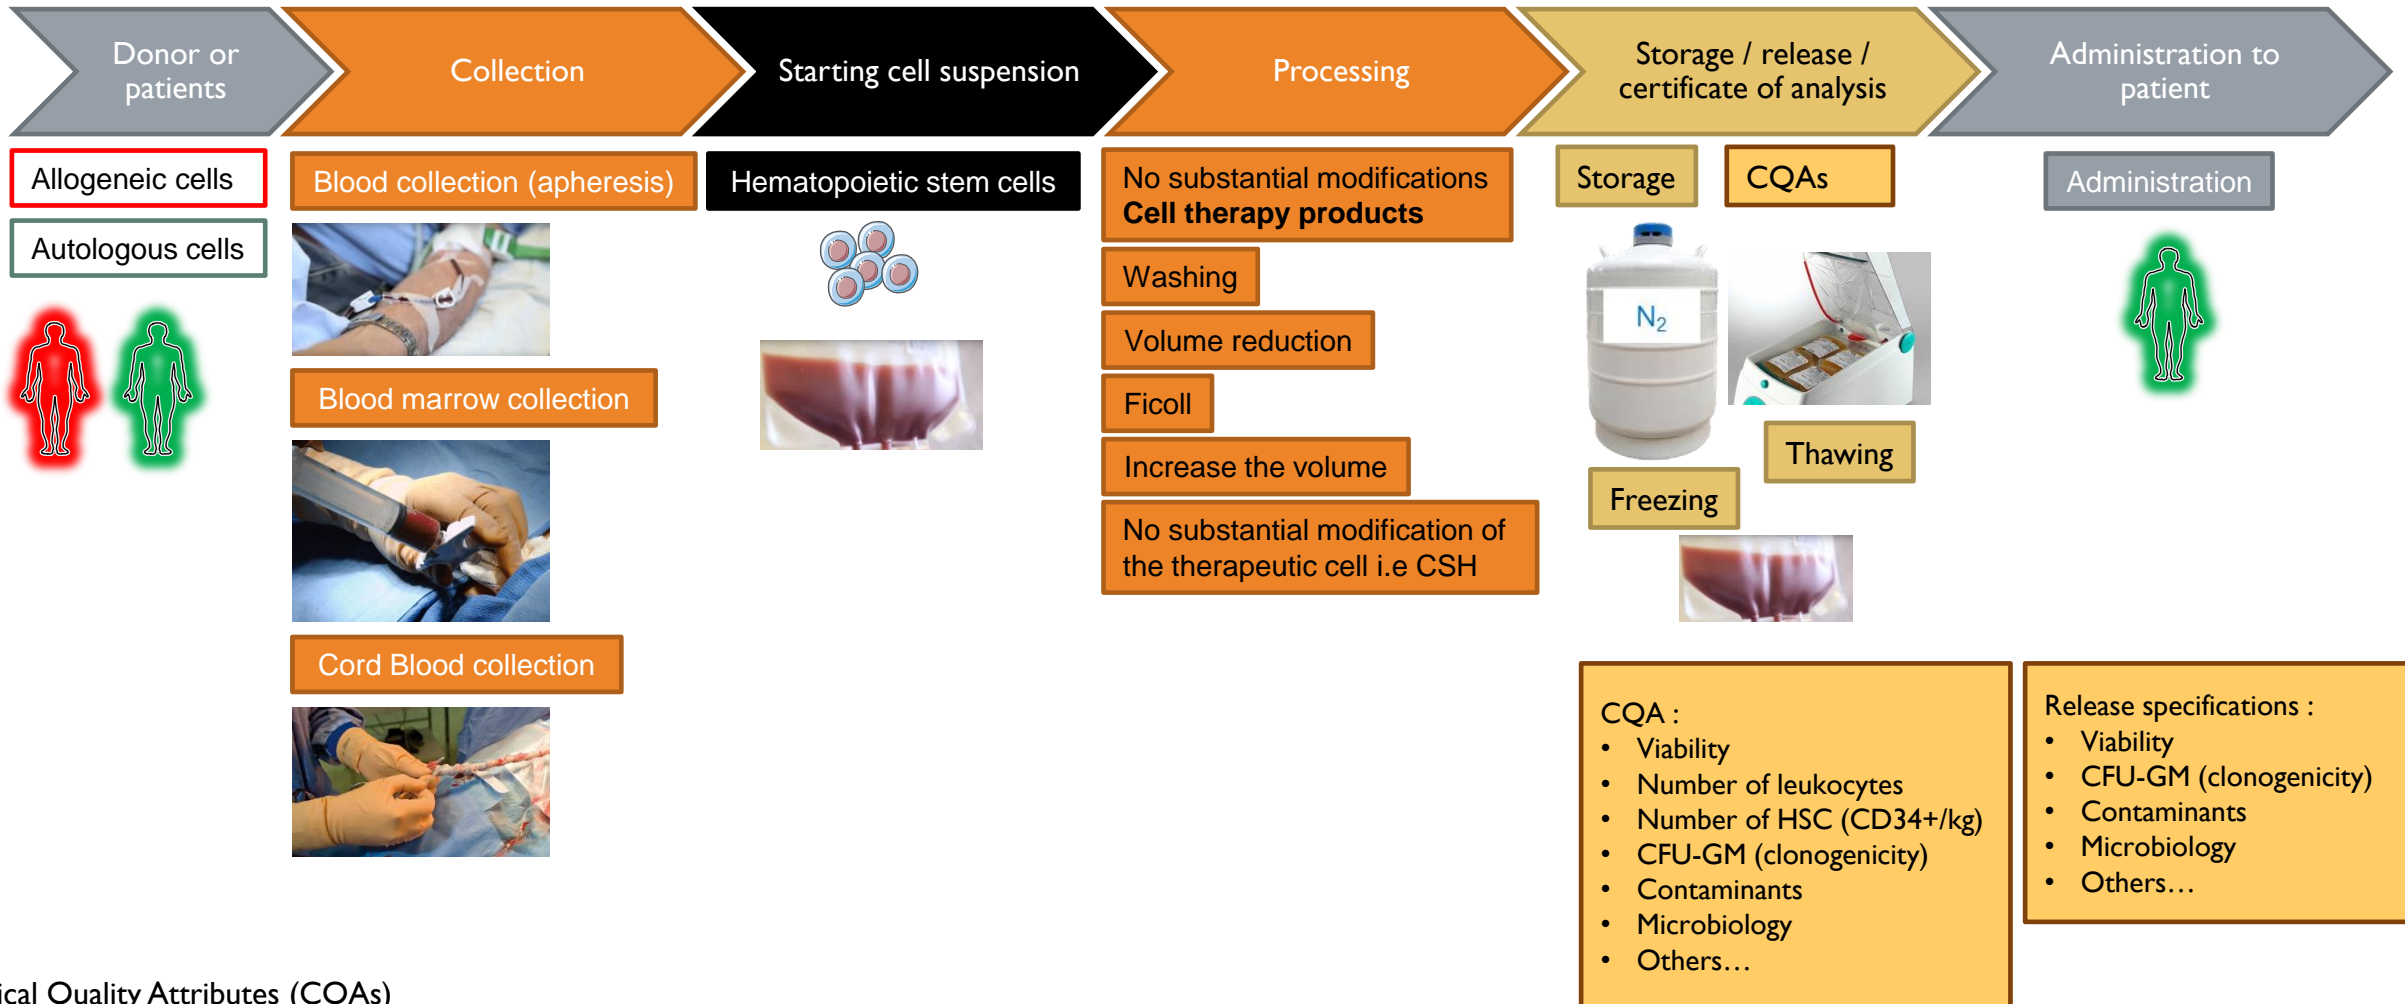 Donor or
patients
Collection
Starting cell suspension
Processing
Storage / release /
certificate of analysis
Administration to
patient
Allogeneic cells
Autologous cells
Blood collection (apheresis)
Blood marrow collection
Cord Blood collection
Hematopoietic stem cells
No substantial modifications
Cell therapy products
Washing
Volume reduction
Ficoll
Increase the volume
No substantial modification of
the therapeutic cell i.e CSH
Storage
CQAs
N₂
Thawing
Freezing
Administration
CQA :
• Viability
• Number of leukocytes
• Number of HSC (CD34+/kg)
• CFU-GM (clonogenicity)
• Contaminants
• Microbiology
• Others…
Release specifications :
• Viability
• CFU-GM (clonogenicity)
• Contaminants
• Microbiology
• Others…
ical Quality Attributes (CQAs)